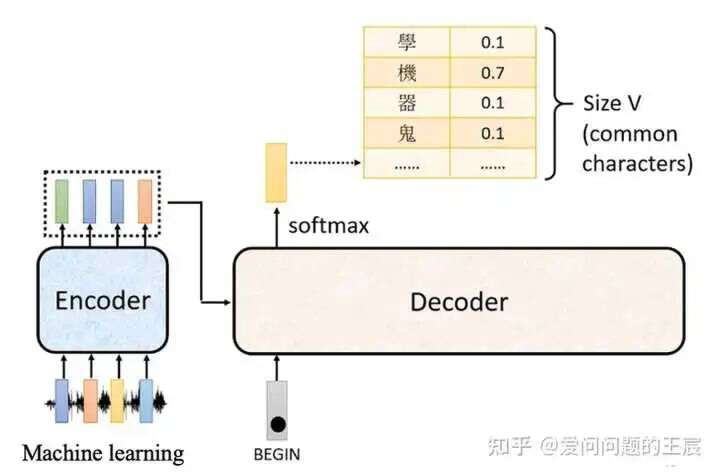 學 0.1
機 0.7
器 0.1
鬼 0.1
...... ......
Size V
(common
characters)
softmax
Encoder
Decoder
Machine learning
BEGIN
知乎 @爱问问题的王宸